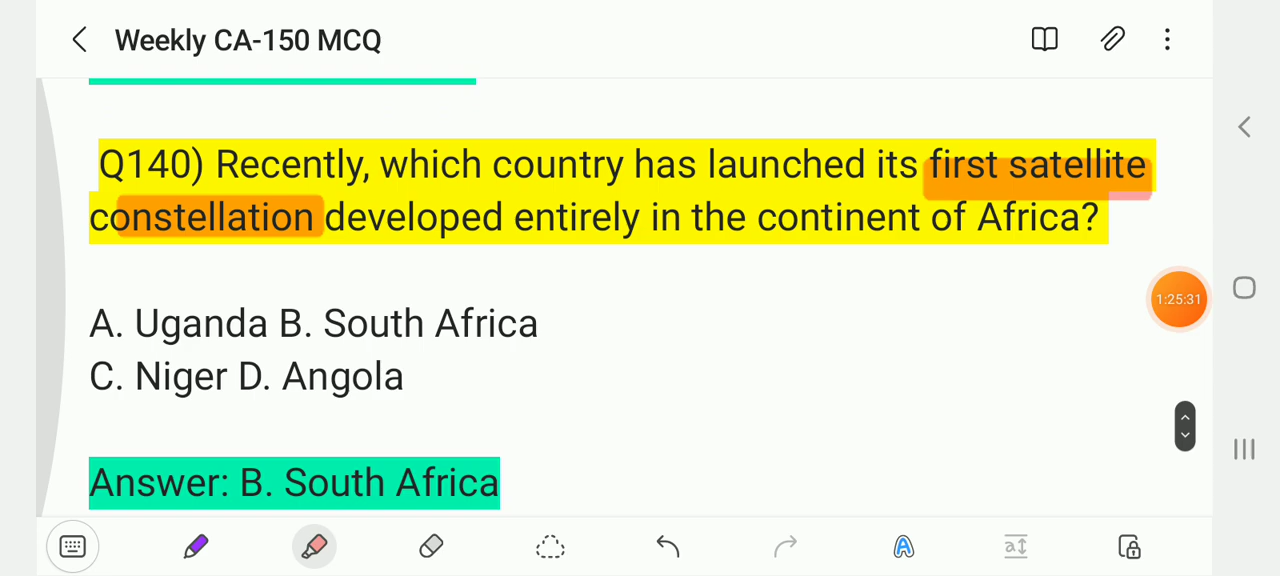 Weekly CA-150 MCQ
Q140) Recently, which country has launched its first satellite
constellation developed entirely in the continent of Africa?
1:25:31
A. Uganda B. South Africa
C. Niger D. Angola
Answer: B. South Africa
A
a